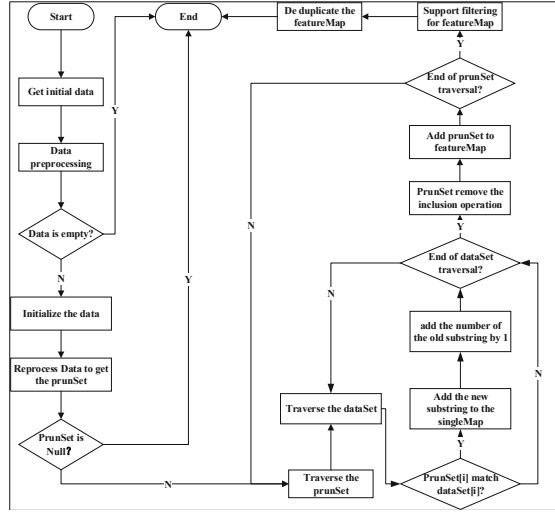 Start
End
De duplicate the
featureMap
Support filtering
for featureMap
Y
Get initial data
End of prunSet
traversal?
Y
Data
preprocessing
Add prunSet to
featureMap
N
PrunSet remove the
inclusion operation
Y
Data is empty?
End of dataSet
traversal?
N
Y
N
Initialize the data
add the number of
the old substring by 1
Reprocess Data to get
the prunSet
N
Traverse the dataSet
Add the new
substring to the
singleMap
PrunSet is
Null?
Y
N
Traverse the
prunSet
PrunSet[i] match
dataSet[i]?